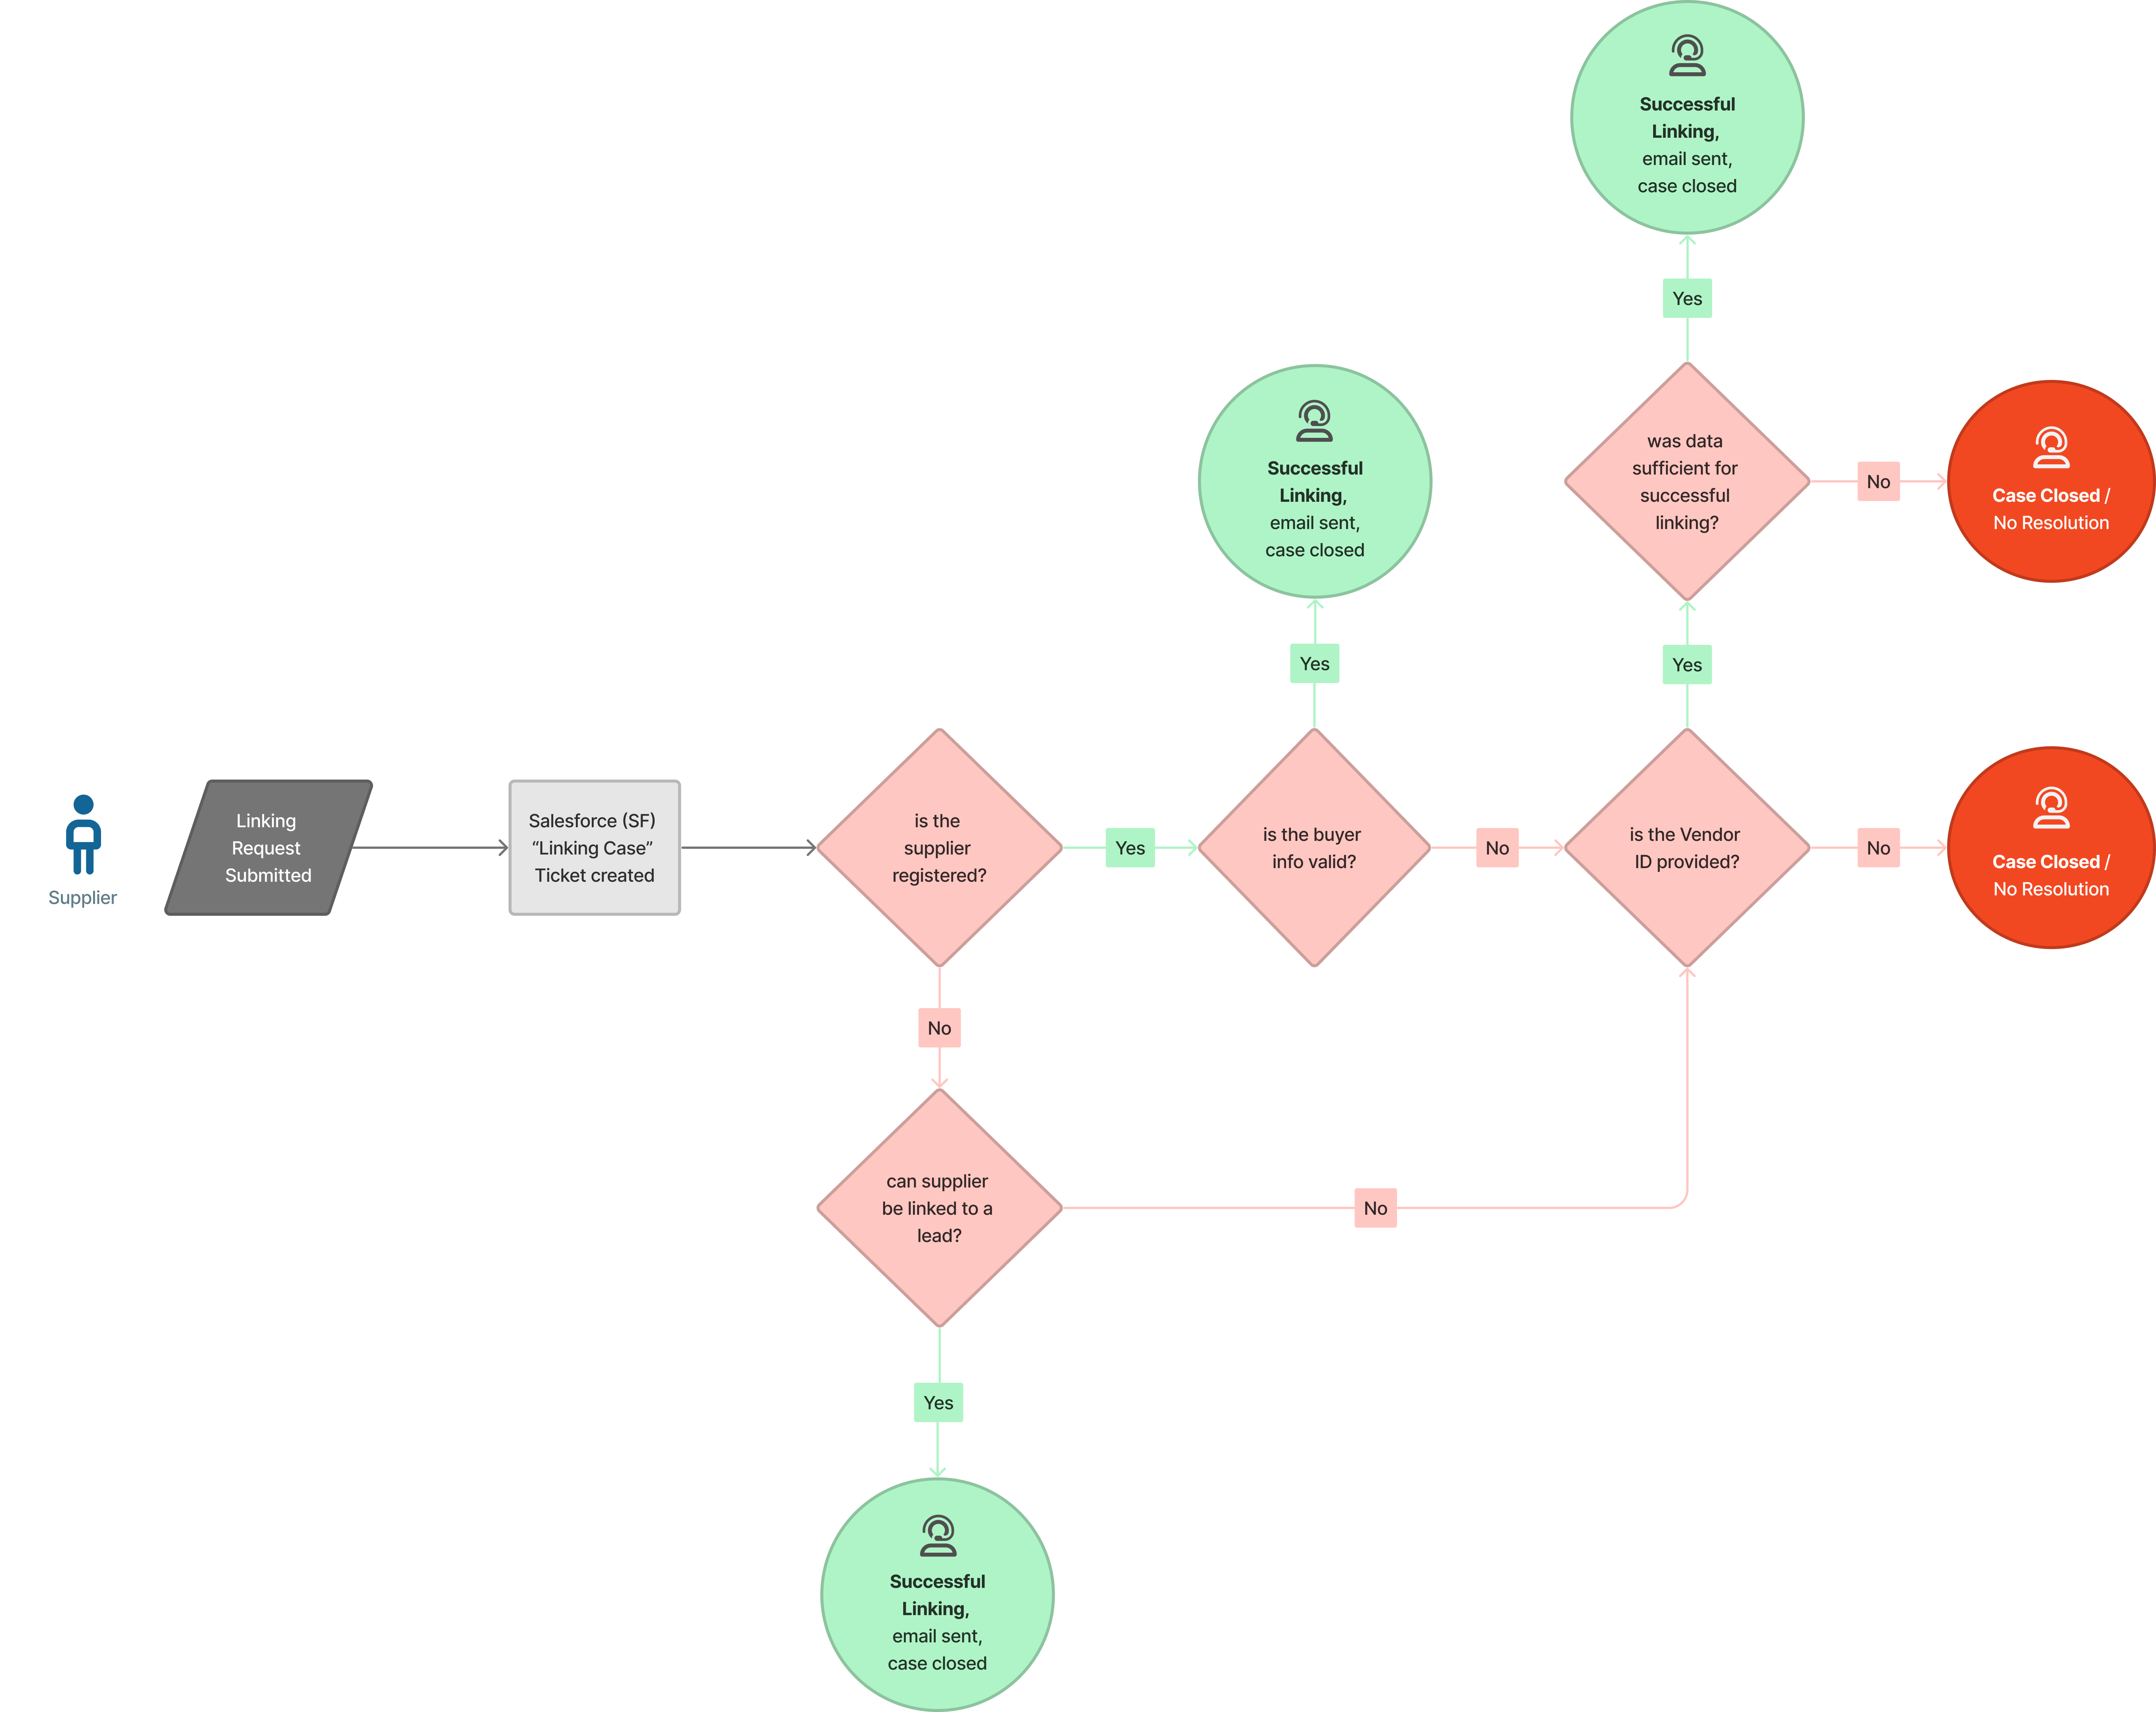 Successful
Linking,
email sent,
case closed
Yes
was data
sufficient for
successful
linking?
No
Case Closed /
No Resolution
Successful
Linking,
email sent,
case closed
Yes
Yes
Supplier
Linking
Request
Submitted
Salesforce (SF)
“Linking Case”
Ticket created
is the
supplier
registered?
Yes
is the buyer
info valid?
No
is the Vendor
ID provided?
No
Case Closed /
No Resolution
No
can supplier
be linked to a
lead?
No
Yes
Successful
Linking,
email sent,
case closed